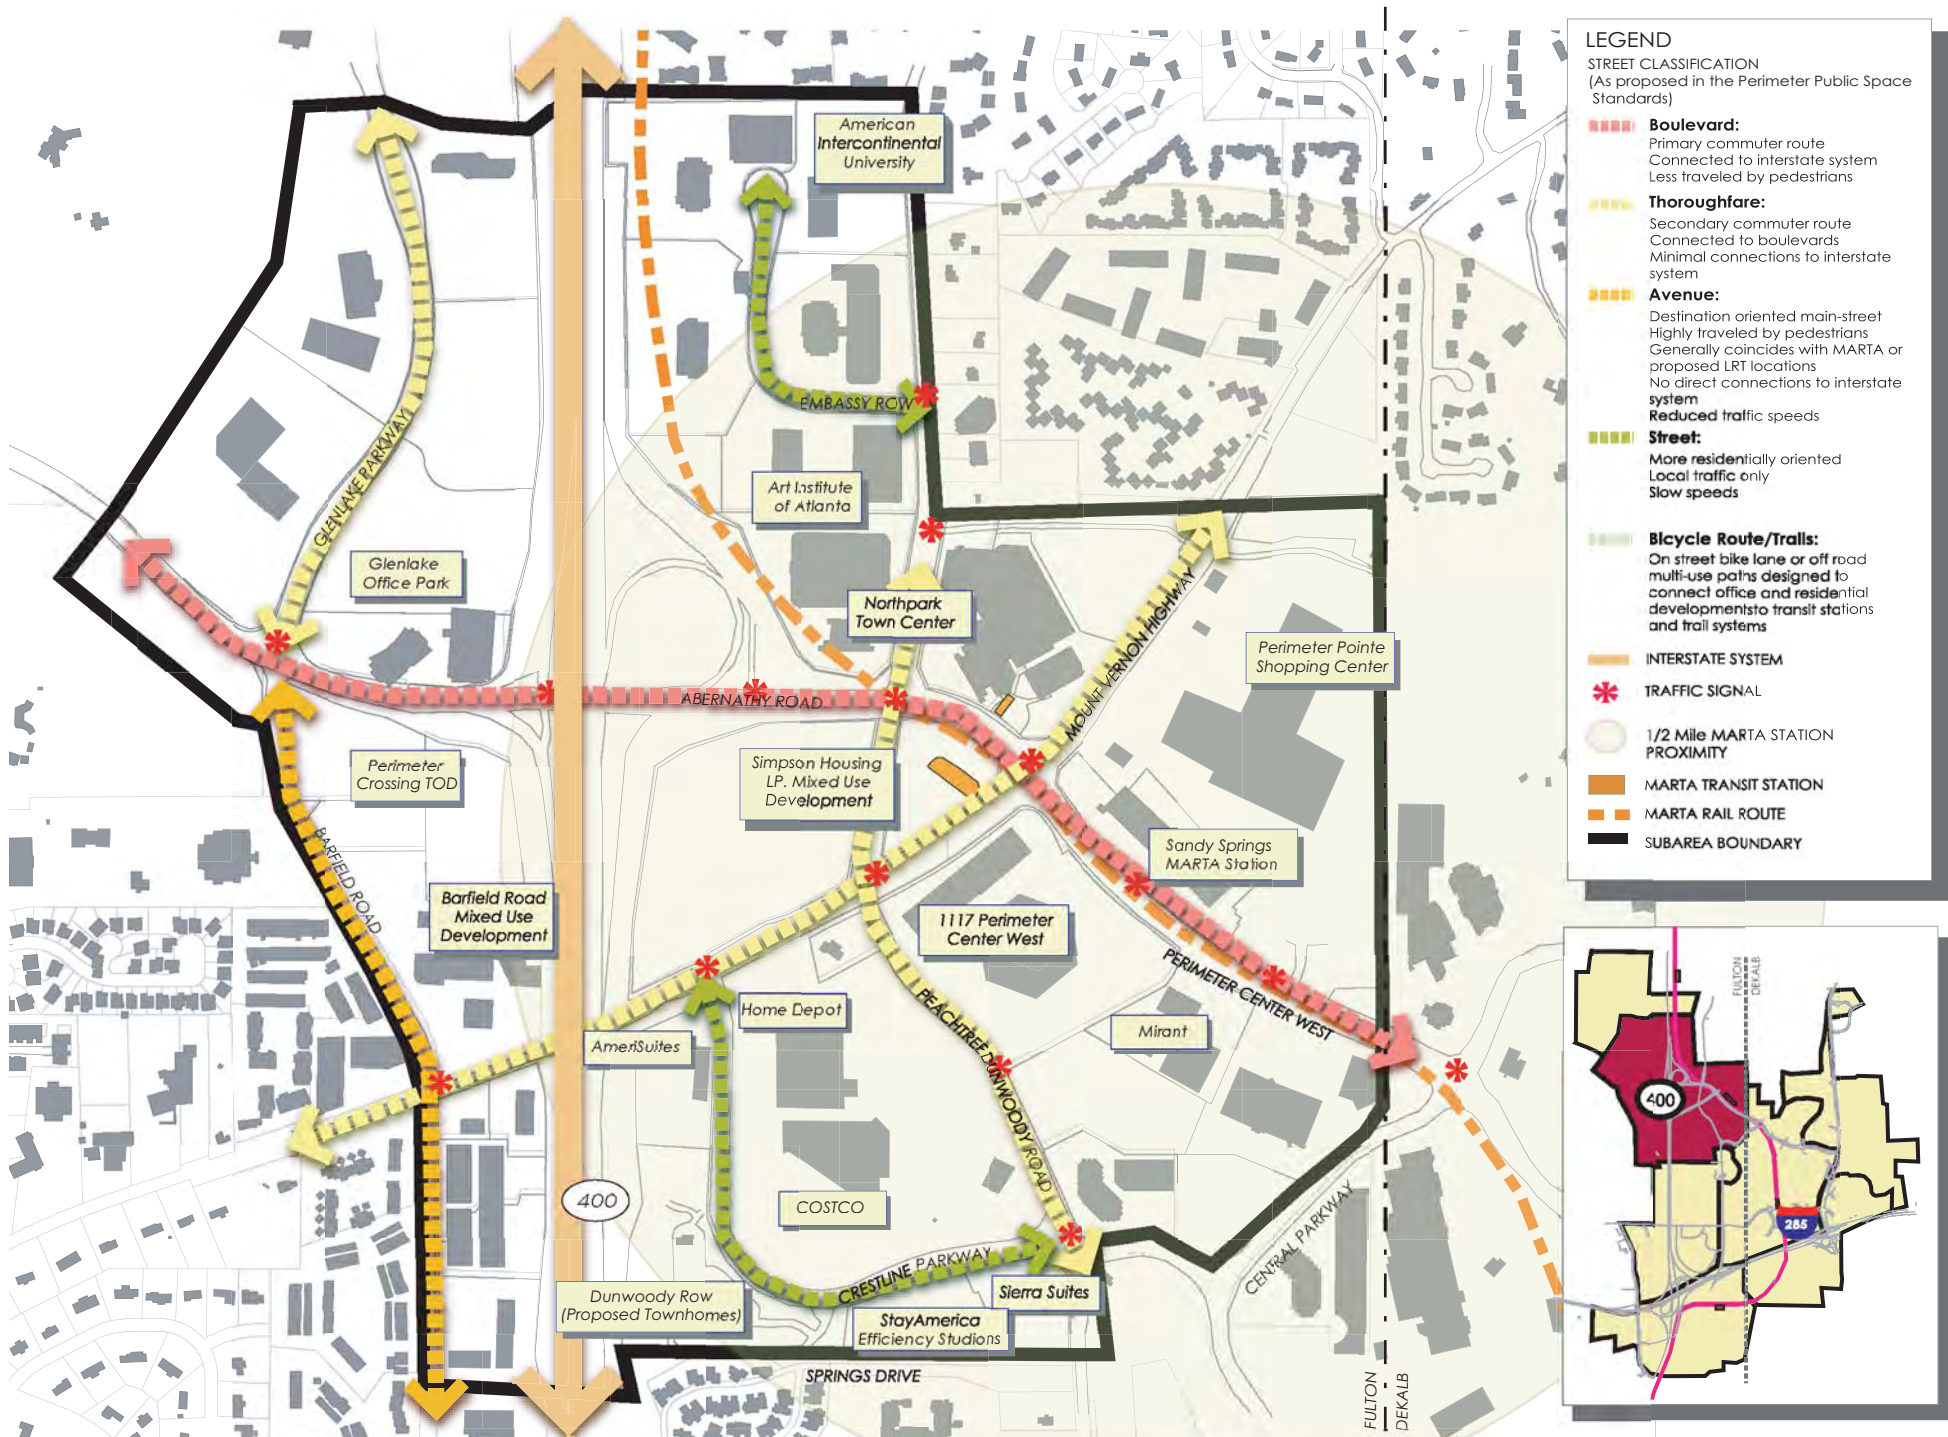 American
Intercontinental
University
EMBASSY ROW
GLENLAKE PARKWAY
Art Institute
of Atlanta
Glenlake
Office Park
Northpark
Town Center
MOUNT VERNON HIGHWAY
Perimeter Pointe
Shopping Center
ABERNATHY ROAD
Perimeter
Crossing TOD
Simpson Housing
LP. Mixed Use
Development
BARFIELD ROAD
Sandy Springs
MARTA Station
Barfield Road
Mixed Use
Development
1117 Perimeter
Center West
PERIMETER CENTER WEST
Home Depot
AmeriSuites
PEACHTREE DUNWOODY ROAD
Mirant
400
COSTCO
CENTRAL PARKWAY
CRESTLINE PARKWAY
Dunwoody Row
(Proposed Townhomes)
Sierra Suites
StayAmerica
Efficiency Studions
SPRINGS DRIVE
FULTON
DEKALB
LEGEND
STREET CLASSIFICATION
(As proposed in the Perimeter Public Space
Standards)
Boulevard:
Primary commuter route
Connected to interstate system
Less traveled by pedestrians
Thoroughfare:
Secondary commuter route
Connected to boulevards
Minimal connections to interstate
system
Avenue:
Destination oriented main-street
Highly traveled by pedestrians
Generally coincides with MARTA or
proposed LRT locations
No direct connections to interstate
system
Reduced traffic speeds
Street:
More residentially oriented
Local traffic only
Slow speeds
Bicycle Route/Trails:
On street bike lane or off road
multi-use paths designed to
connect office and residential
developmentsto transit stations
and trail systems
INTERSTATE SYSTEM
TRAFFIC SIGNAL
1/2 Mile MARTA STATION
PROXIMITY
MARTA TRANSIT STATION
MARTA RAIL ROUTE
SUBAREA BOUNDARY
FULTON
DEKALB
400
285